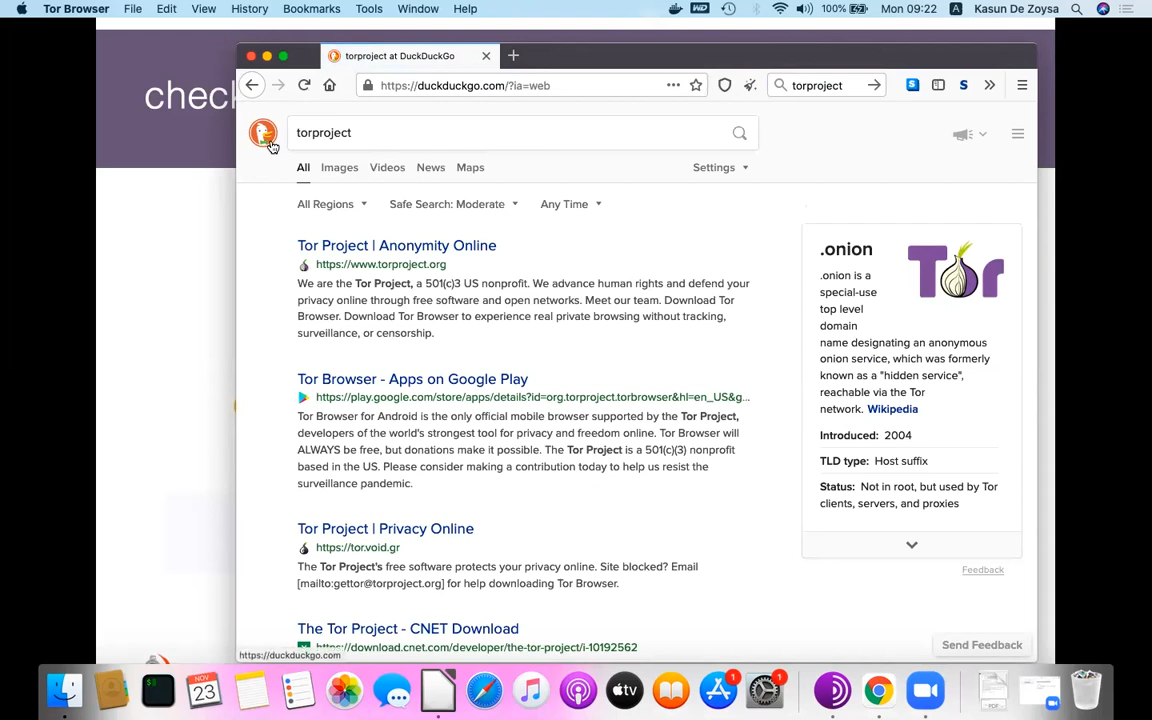 Tor Browser File Edit View History Bookmarks Tools Window Help WD 100% Mon 09:22 A Kasun De Zoysa
check
torproject at DuckDuckGo
https://duckduckgo.com/?ia=web torproject S S
torproject
All Images Videos News Maps Settings
All Regions Safe Search: Moderate Any Time
Tor Project | Anonymity Online
https://www.torproject.org
We are the Tor Project, a 501(c)3 US nonprofit. We advance human rights and defend your
privacy online through free software and open networks. Meet our team. Download Tor
Browser. Download Tor Browser to experience real private browsing without tracking,
surveillance, or censorship.
Tor Browser - Apps on Google Play
https://play.google.com/store/apps/details?id=org.torproject.torbrowser&hl=en_US&g...
Tor Browser for Android is the only official mobile browser supported by the Tor Project,
developers of the world's strongest tool for privacy and freedom online. Tor Browser will
ALWAYS be free, but donations make it possible. The Tor Project is a 501(c)(3) nonprofit
based in the US. Please consider making a contribution today to help us resist the
surveillance pandemic.
Tor Project | Privacy Online
https://tor.void.gr
The Tor Project's free software protects your privacy online. Site blocked? Email
[mailto:gettor@torproject.org] for help downloading Tor Browser.
The Tor Project - CNET Download
https://download.cnet.com/developer/the-tor-project/i-10192562
https://duckduckgo.com
.onion
Tor
.onion is a
special-use
top level
domain
name designating an anonymous
onion service, which was formerly
known as a "hidden service",
reachable via the Tor
network. Wikipedia
Introduced: 2004
TLD type: Host suffix
Status: Not in root, but used by Tor
clients, servers, and proxies
Feedback
Send Feedback
NOV
23
tv
1
1
PDF